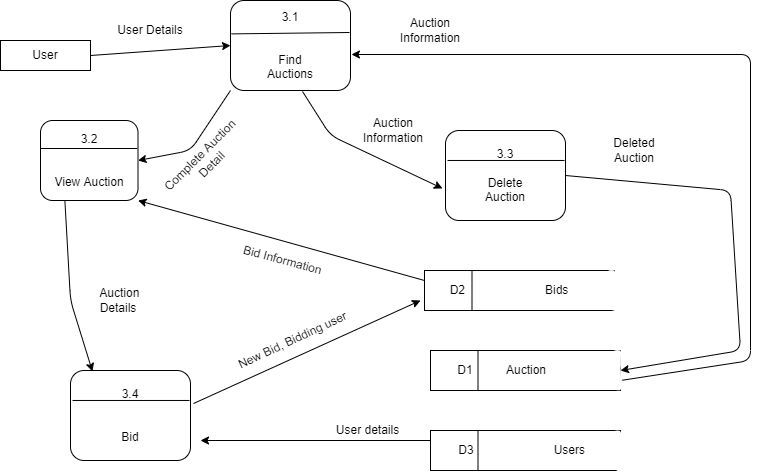 User
User Details
3.1
Find
Auctions
Auction
Information
3.2
View Auction
Complete Auction
Detail
Auction
Information
3.3
Delete
Auction
Deleted
Auction
Bid Information
D2
Bids
Auction
Details
New Bid, Bidding user
D1
Auction
3.4
Bid
User details
D3
Users